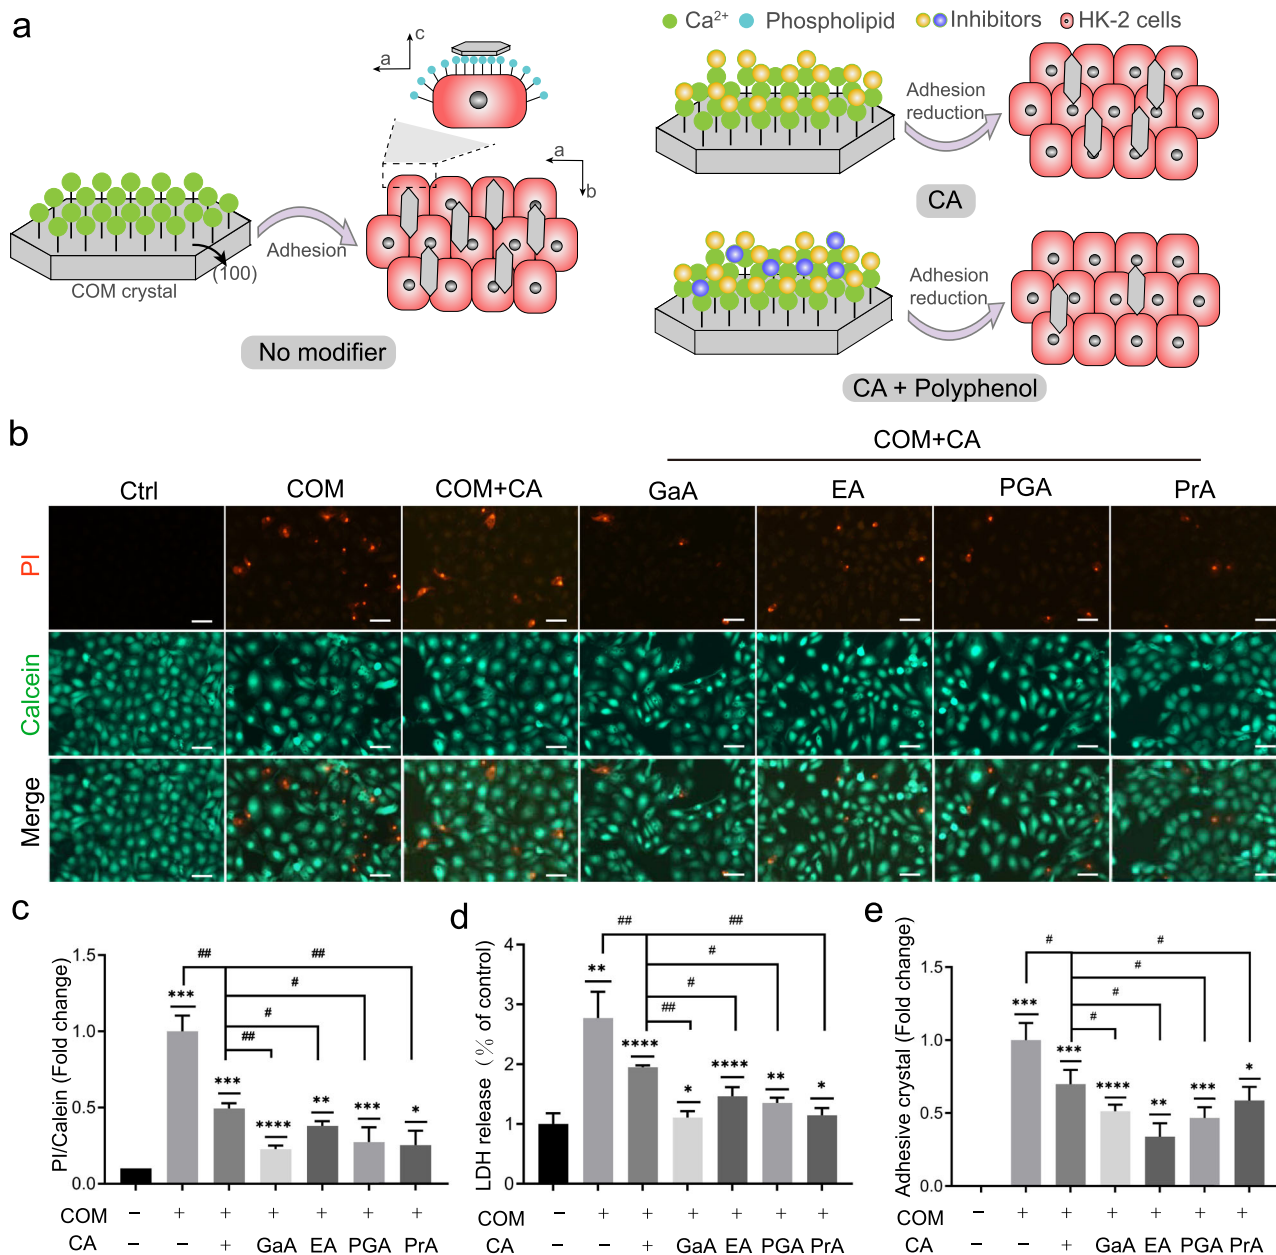 a
Ca²⁺ Phospholipid Inhibitors HK-2 cells
c
a
a
b
Adhesion
(100)
COM crystal
No modifier
Adhesion
reduction
CA
Adhesion
reduction
CA + Polyphenol
b
COM+CA
Ctrl COM COM+CA GaA EA PGA PrA
PI
Calcein
Merge
c
PI/Calein (Fold change)
1.5
1.0
0.5
0.0
## ##
#
#
##
*** *** **** ** *** *
COM − + + + + + +
CA − − + GaA EA PGA PrA
d
LDH release (% of control)
4
3
2
1
0
## ##
#
#
##
** **** * **** ** *
COM − + + + + + +
CA − − + GaA EA PGA PrA
e
Adhesive crystal (Fold change)
1.5
1.0
0.5
0.0
# #
#
#
#
*** *** **** ** *** *
COM − + + + + + +
CA − − + GaA EA PGA PrA